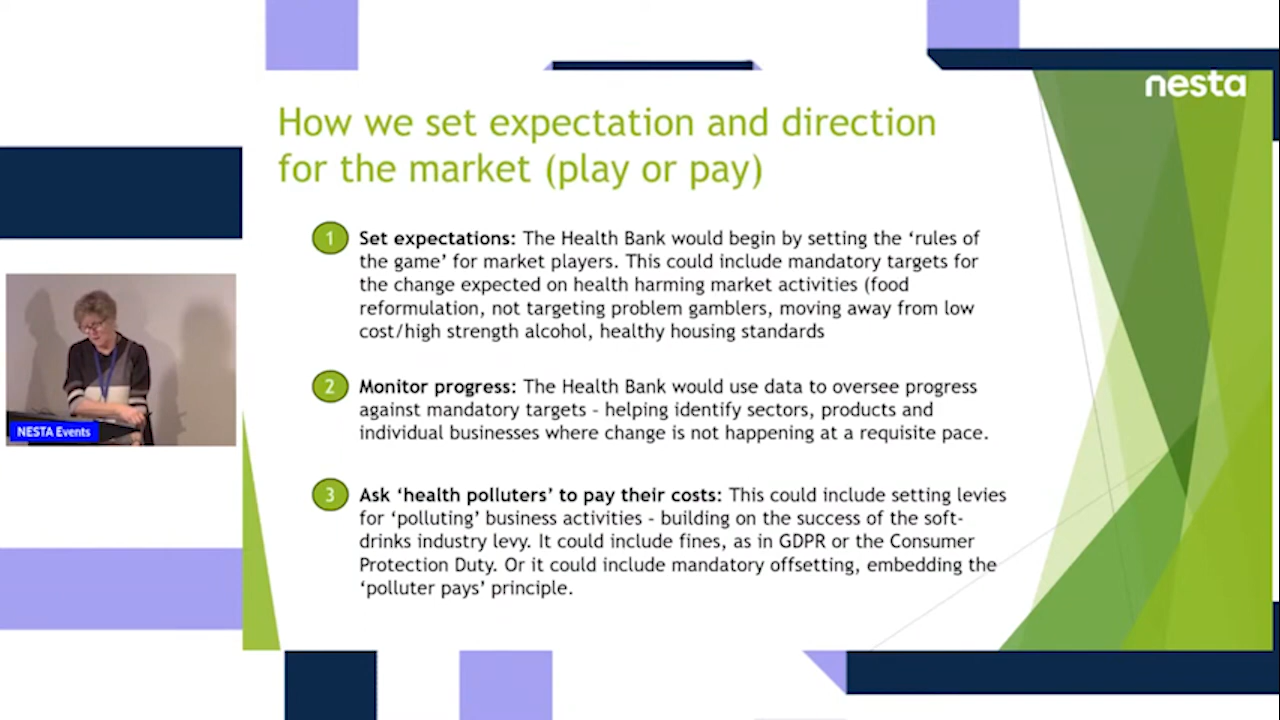 nesta
How we set expectation and direction
for the market (play or pay)
1 Set expectations: The Health Bank would begin by setting the ‘rules of
the game’ for market players. This could include mandatory targets for
the change expected on health harming market activities (food
reformulation, not targeting problem gamblers, moving away from low
cost/high strength alcohol, healthy housing standards
2 Monitor progress: The Health Bank would use data to oversee progress
against mandatory targets - helping identify sectors, products and
individual businesses where change is not happening at a requisite pace.
3 Ask ‘health polluters’ to pay their costs: This could include setting levies
for ‘polluting’ business activities - building on the success of the soft-
drinks industry levy. It could include fines, as in GDPR or the Consumer
Protection Duty. Or it could include mandatory offsetting, embedding the
‘polluter pays’ principle.
NESTA Events